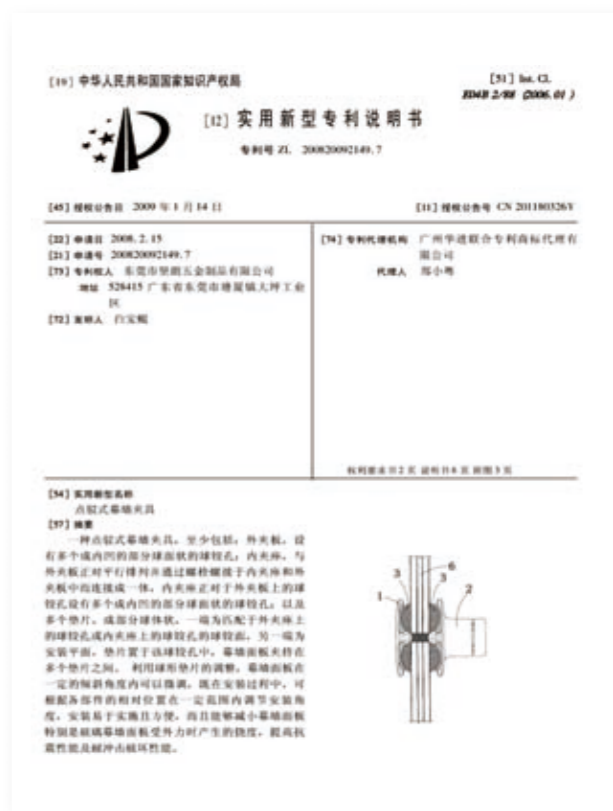 [19] 中华人民共和国国家知识产权局
[51] Int. Cl.
E04B 2/88 (2006.01)
[12] 实用新型专利说明书
专利号 ZL 200820092149.7
[45] 授权公告日 2009 年 1 月 14 日
[11] 授权公告号 CN 201180326Y
[22] 申请日 2008.2.15
[21] 申请号 200820092149.7
[73] 专利权人 东莞市坚朗五金制品有限公司
地址 526415 广东省东莞市塘厦镇大坪工业
区
[72] 发明人 白宝鲲
[74] 专利代理机构 广州华进联合专利商标代理有
限公司
代理人 郑小粤
权利要求书 2 页 说明书 6 页 附图 3 页
[54] 实用新型名称
点驳式幕墙夹具
[57] 摘要
一种点驳式幕墙夹具，至少包括：外夹板，设
有多个成内凹的部分球面状的球铰孔；内夹座，与
外夹板正对平行排列并通过螺栓螺接于内夹座和外
夹板中均连接成一体，内夹座正对于外夹板上的球
铰孔设有多个成内凹的部分球面状的球铰孔；以及
多个垫片，成部分球体状，一端为匹配于外夹座上
的球铰孔或内夹座上的球铰孔的球铰面，另一端为
安装平面，垫片置于该球铰孔中，幕墙面板夹持在
多个垫片之间。利用球形垫片的调整，幕墙面板在
一定的倾斜角度内可以微调，既在安装过程中，可
根据各部件的相对位置在一定范围内调节安装角
度，安装易于实施且方便，而且能够减小幕墙面板
特别是玻璃幕墙面板受外力时产生的挠度，提高抗
震性能及耐冲击破坏性能。
1
3
3
6
2